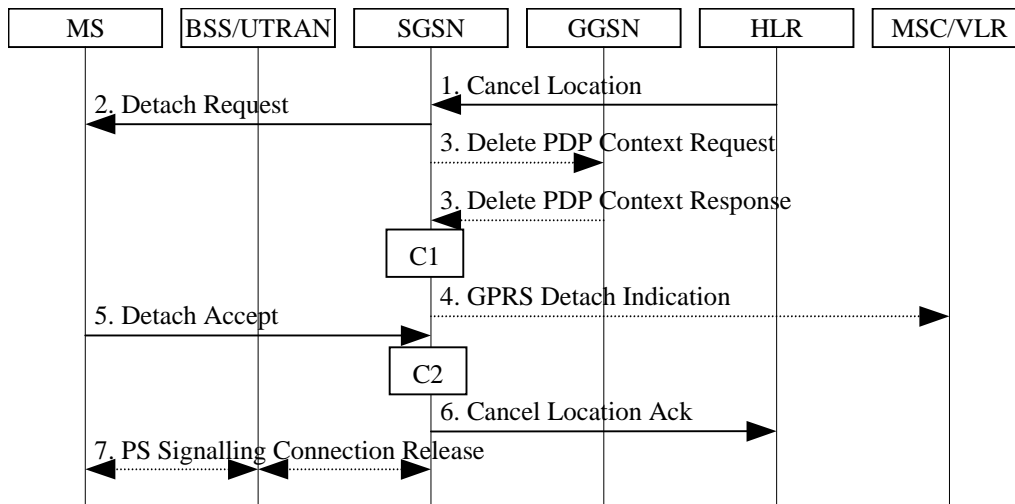 MS BSS/UTRAN SGSN GGSN HLR MSC/VLR
1. Cancel Location
2. Detach Request
3. Delete PDP Context Request
3. Delete PDP Context Response
C1
4. GPRS Detach Indication
5. Detach Accept
C2
6. Cancel Location Ack
7. PS Signalling Connection Release